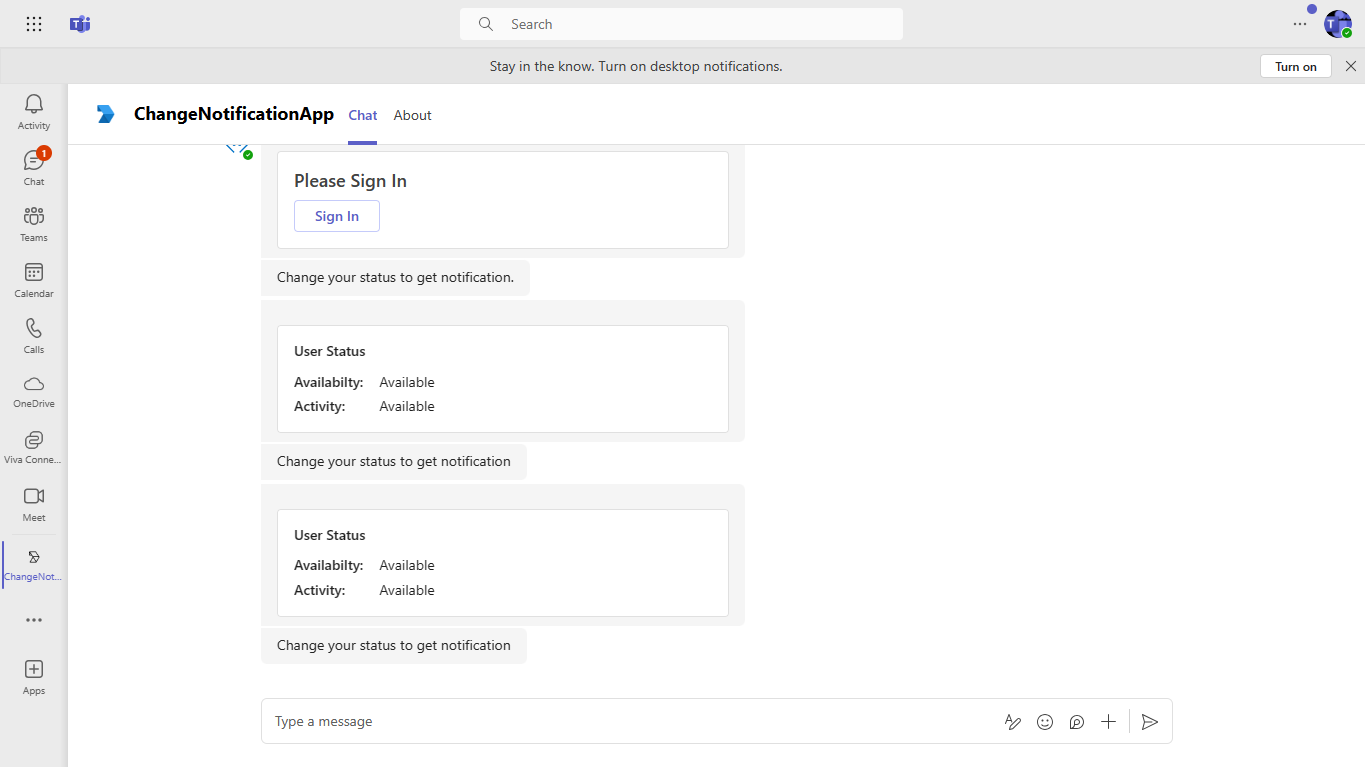 Search
Stay in the know. Turn on desktop notifications.
Turn on
Activity
1
Chat
Teams
Calendar
Calls
OneDrive
Viva Conne...
Meet
ChangeNot...
Apps
ChangeNotificationApp
Chat
About
Please Sign In
Sign In
Change your status to get notification.
User Status
Availabilty: Available
Activity: Available
Change your status to get notification
User Status
Availabilty: Available
Activity: Available
Change your status to get notification
Type a message